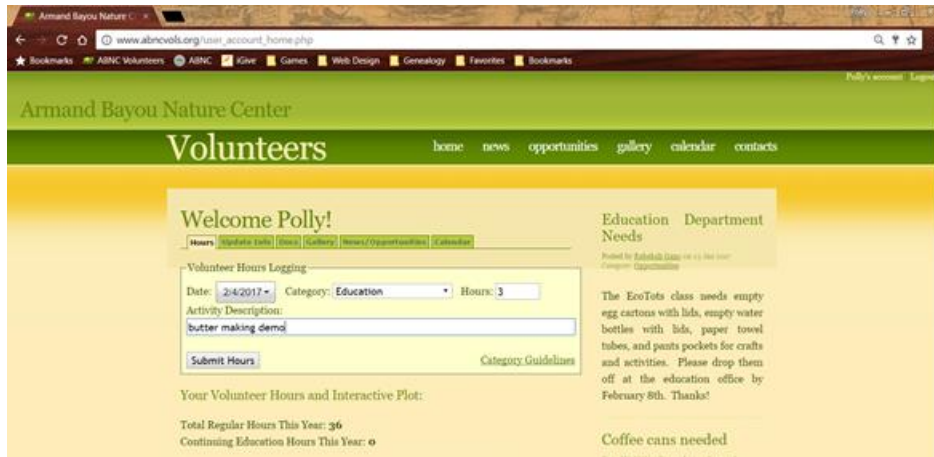 Armand Bayou Nature C
www.abncvols.org/user_account_home.php
Bookmarks ABNC Volunteers ABNC iGive Games Web Design Genealogy Favorites Bookmarks
Polly's account Logout
Armand Bayou Nature Center
Volunteers home news opportunities gallery calendar contacts
Welcome Polly!
Hours Update Info Docs Gallery News/Opportunities Calendar
Volunteer Hours Logging
Date: 2/4/2017 Category: Education Hours: 3
Activity Description:
butter making demo
Submit Hours Category Guidelines
Your Volunteer Hours and Interactive Plot:
Total Regular Hours This Year: 36
Continuing Education Hours This Year: 0
Education Department
Needs
Posted by
Category: Opportunities
The EcoTots class needs empty
egg cartons with lids, empty water
bottles with lids, paper towel
tubes, and pants pockets for crafts
and activities. Please drop them
off at the education office by
February 8th. Thanks!
Coffee cans needed